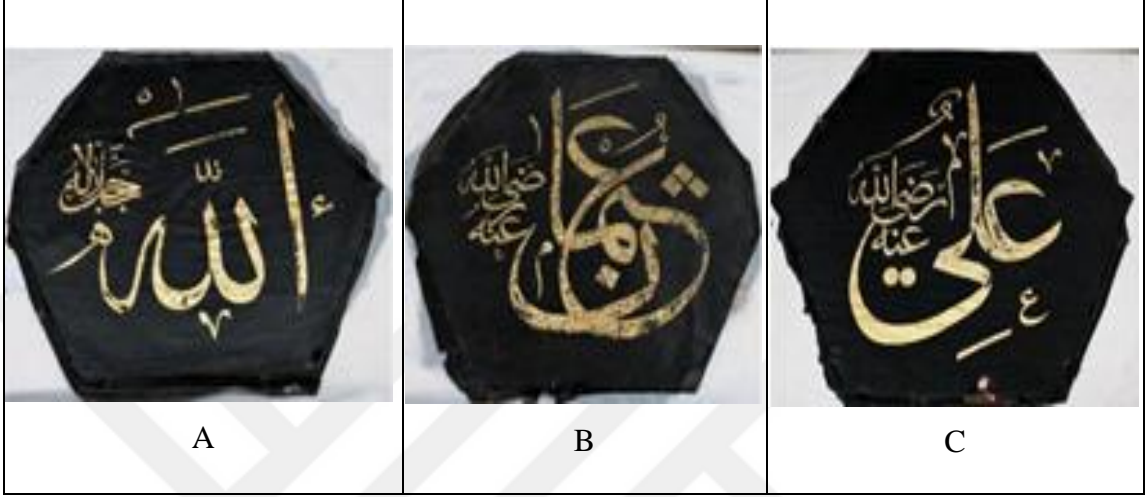 الله جل جلاله
عثمان رضي الله عنه
علي رضي الله عنه
A
B
C